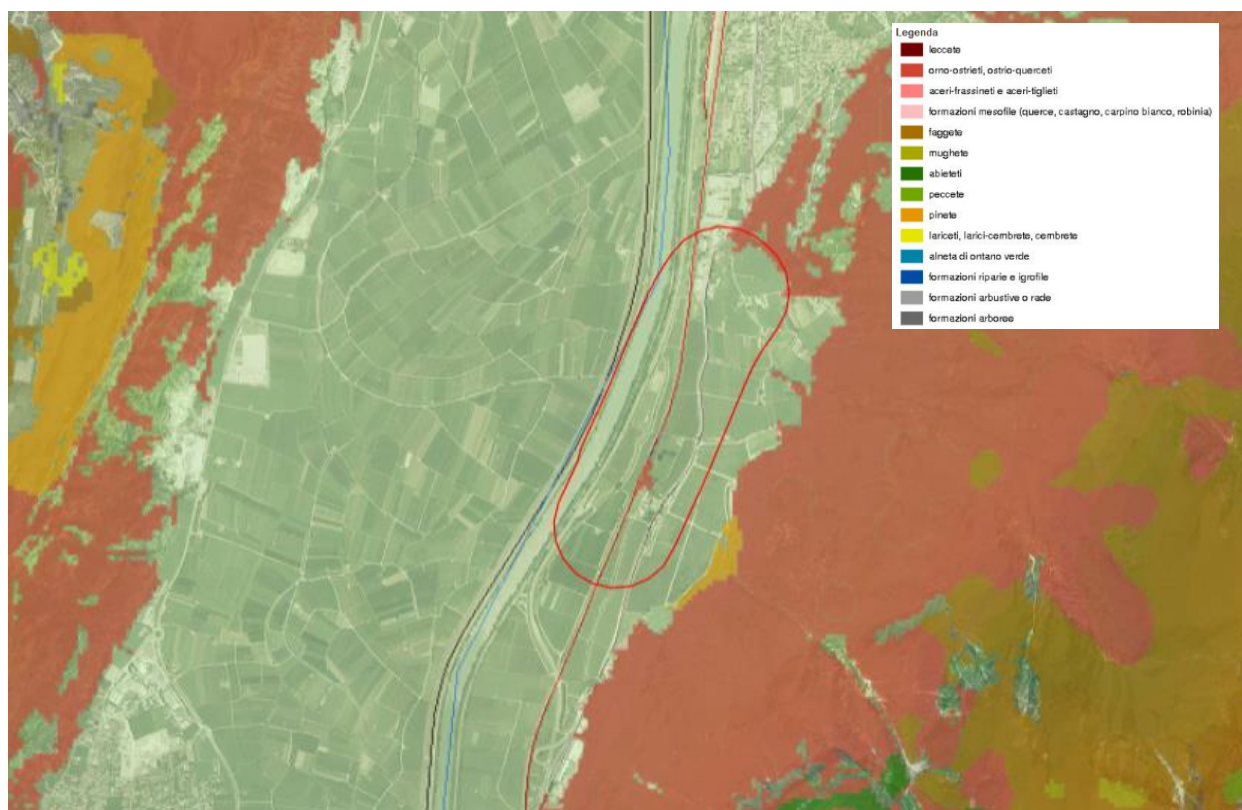 Legenda
leccete
orno-ostrieti, ostrio-querceti
aceri-frassineti e aceri-tiglieti
formazioni mesofile (querce, castagno, carpino bianco, robinia)
faggete
mughete
abieteti
peccete
pinete
lariceti, larici-cembrete, cembrete
alneta di ontano verde
formazioni riparie e igrofile
formazioni arbustive o rade
formazioni arboree